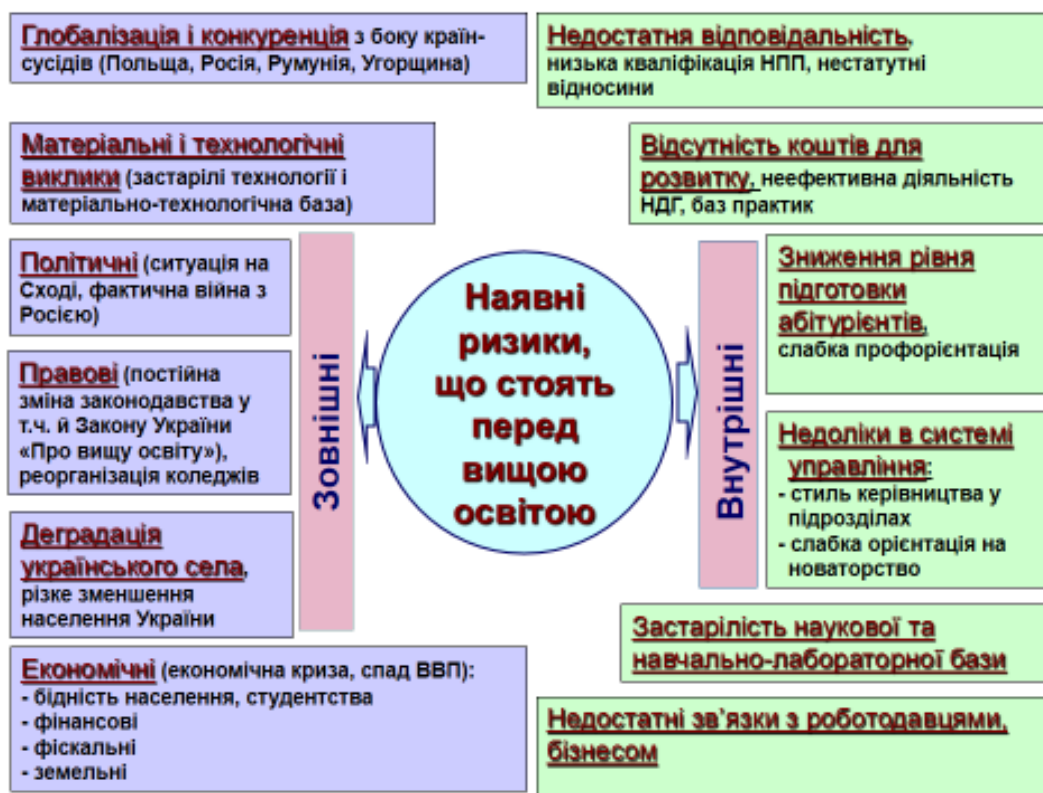 Глобалізація і конкуренція з боку країн-
сусідів (Польща, Росія, Румунія, Угорщина)
Матеріальні і технологічні
виклики (застарілі технології і
матеріально-технологічна база)
Політичні (ситуація на
Сході, фактична війна з
Росією)
Правові (постійна
зміна законодавства у
т.ч. й Закону України
«Про вищу освіту»),
реорганізація коледжів
Деградація
українського села,
різке зменшення
населення України
Економічні (економічна криза, спад ВВП):
- бідність населення, студентства
- фінансові
- фіскальні
- земельні
Зовнішні
Наявні
ризики,
що стоять
перед
вищою
освітою
Внутрішні
Недостатня відповідальність,
низька кваліфікація НПП, нестатутні
відносини
Відсутність коштів для
розвитку, неефективна діяльність
НДГ, баз практик
Зниження рівня
підготовки
абітурієнтів,
слабка профорієнтація
Недоліки в системі
управління:
- стиль керівництва у
підрозділах
- слабка орієнтація на
новаторство
Застарілість наукової та
навчально-лабораторної бази
Недостатні зв’язки з роботодавцями,
бізнесом